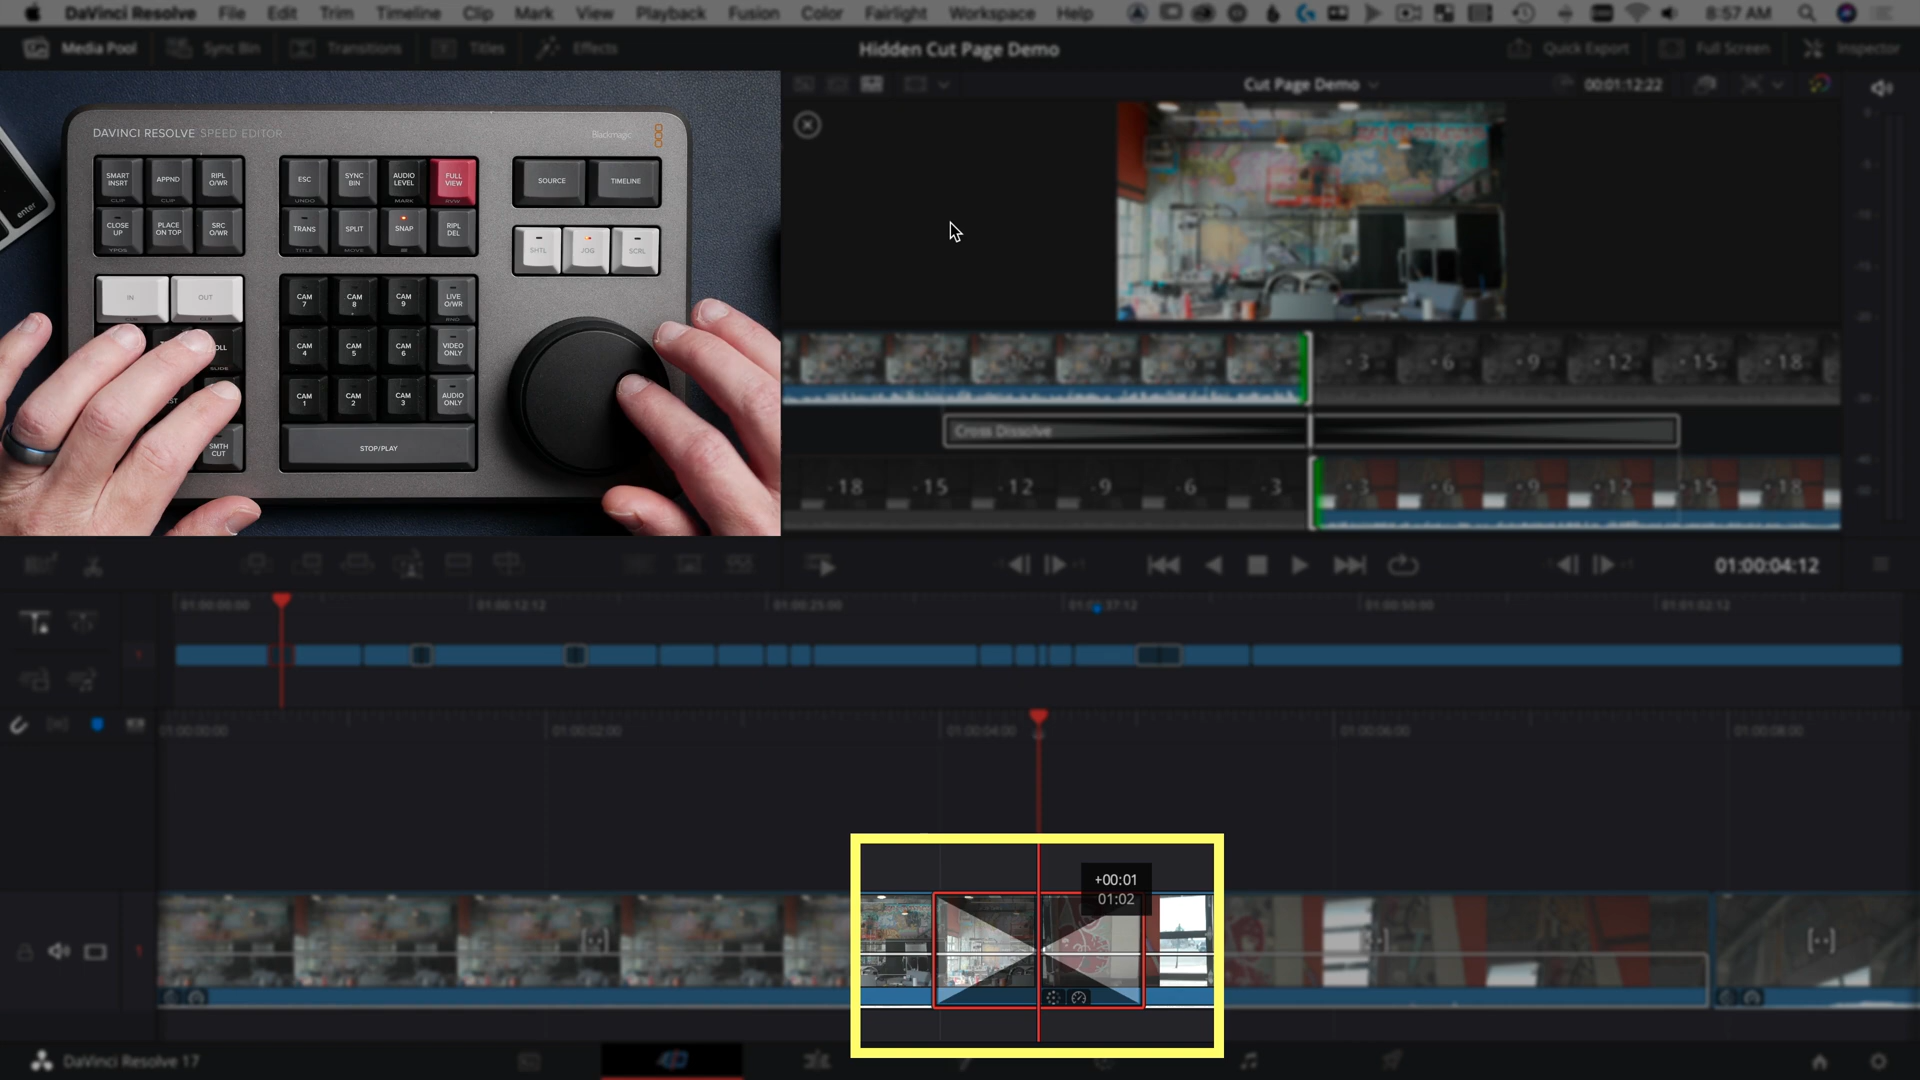 DaVinci Resolve File Edit Trim Timeline Clip Mark View Playback Fusion Color Fairlight Workspace Help 8:57 AM
Media Pool Sync Bin Transitions Titles Effects Hidden Cut Page Demo Quick Export Full Screen Inspector
Cut Page Demo 00:01:12:22
DAVINCI RESOLVE SPEED EDITOR Blackmagic
SMART INSRT
CLIP
APPND
CLIP
RIPL O/WR
ESC
UNDO
SYNC BIN
AUDIO LEVEL
MARK
FULL VIEW
RVW
SOURCE
TIMELINE
CLOSE UP
YPOS
PLACE ON TOP
SRC O/WR
TRANS
TITLE
SPLIT
MOVE
SNAP
RIPL DEL
SHTL
JOG
SCRL
IN
OUT
CLR
CAM 7
CAM 8
CAM 9
LIVE O/WR
RND
SLIDE
CAM 4
CAM 5
CAM 6
VIDEO ONLY
CAM 1
CAM 2
CAM 3
AUDIO ONLY
SMTH CUT
STOP/PLAY
enter
+3 +6 +9 +12 +15 +18
Cross Dissolve
-18 -15 -12 -9 -6 -3 +3 +6 +9 +12 +15 +18
01:00:04:12
01:00:00:00 01:00:12:12 01:00:25:00 01:00:37:12 01:00:50:00 01:01:02:12
1
01:00:00:00 01:00:02:00 01:00:04:00 01:00:06:00 01:00:08:00
+00:01
01:02
1
DaVinci Resolve 17